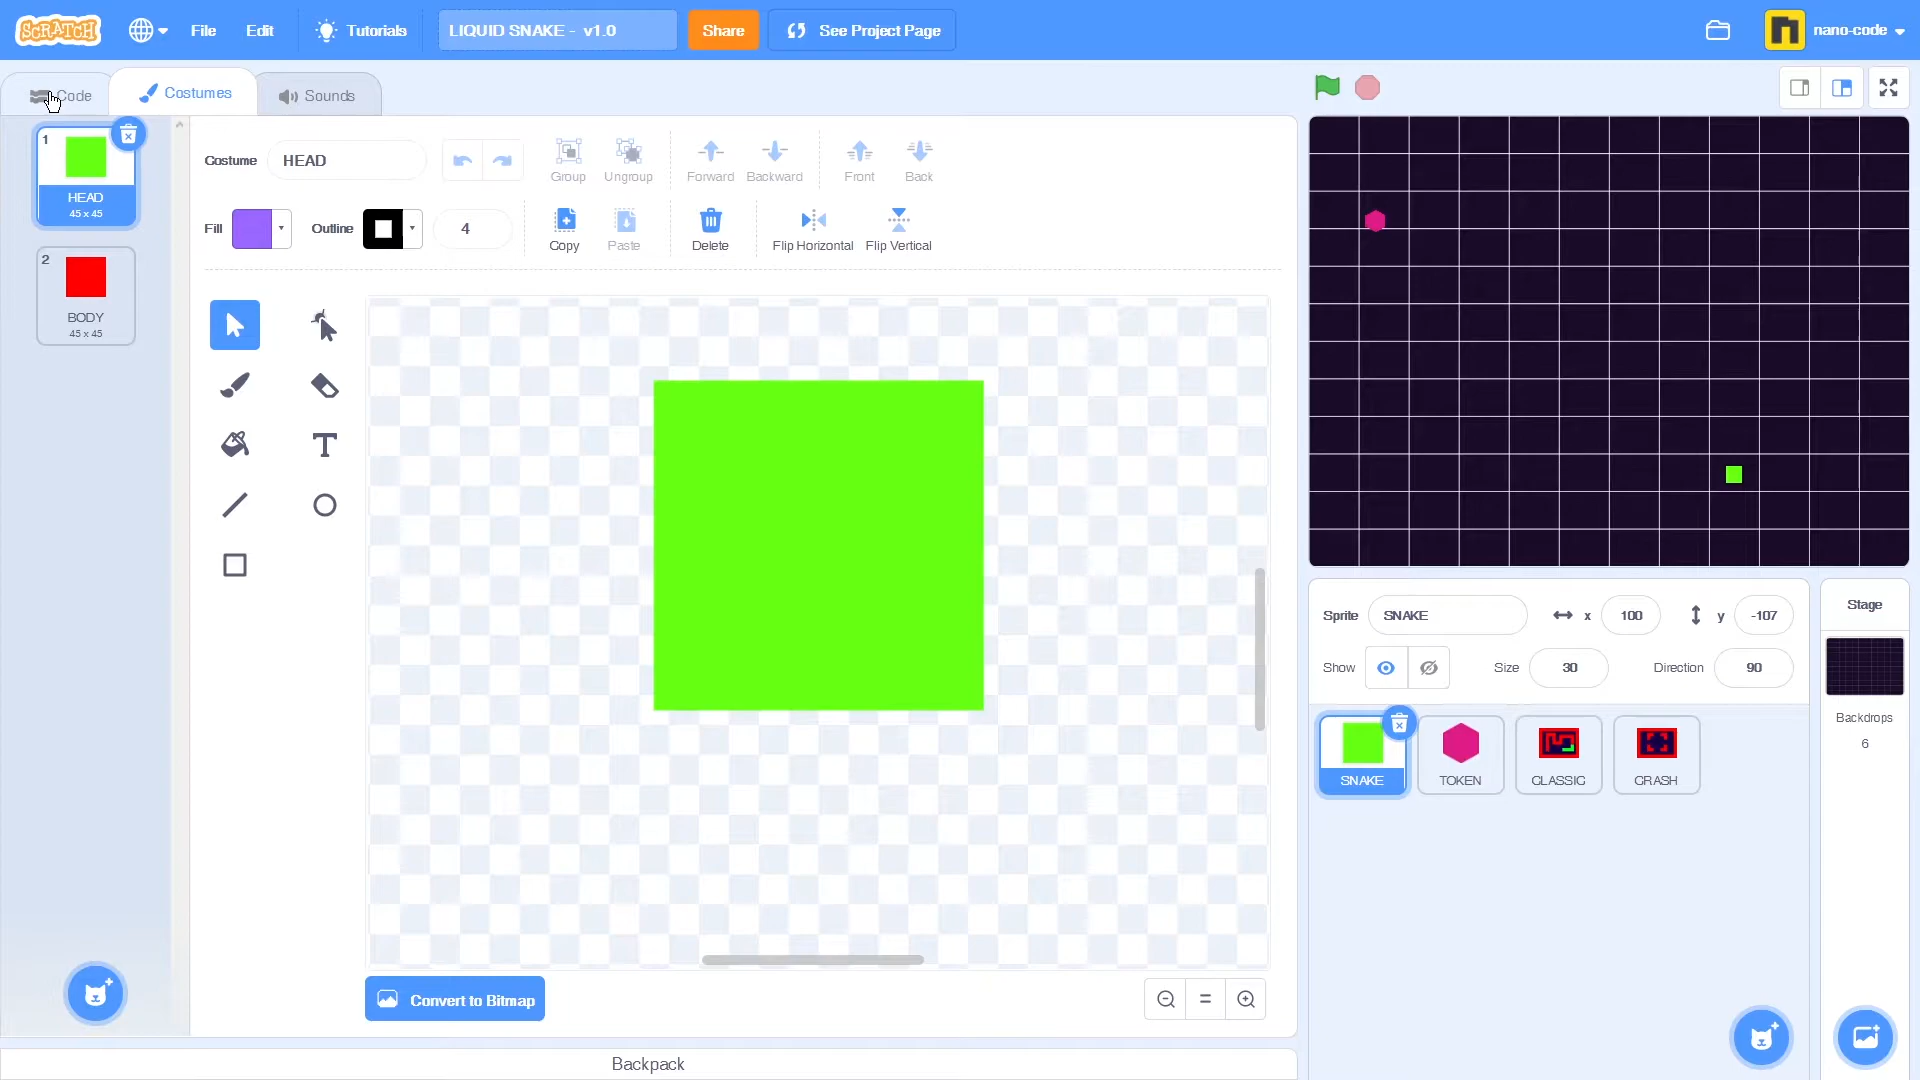 SCRATCH File Edit Tutorials LIQUID SNAKE - v1.0 Share See Project Page nano-code
Code Costumes Sounds
1
HEAD
45 x 45
2
BODY
45 x 45
Costume HEAD Group Ungroup Forward Backward Front Back
Fill Outline 4 Copy Paste Delete Flip Horizontal Flip Vertical
T
Convert to Bitmap
Backpack
Sprite SNAKE x 100 y -107
Show Size 30 Direction 90
SNAKE TOKEN CLASSIC CRASH
Stage
Backdrops
6